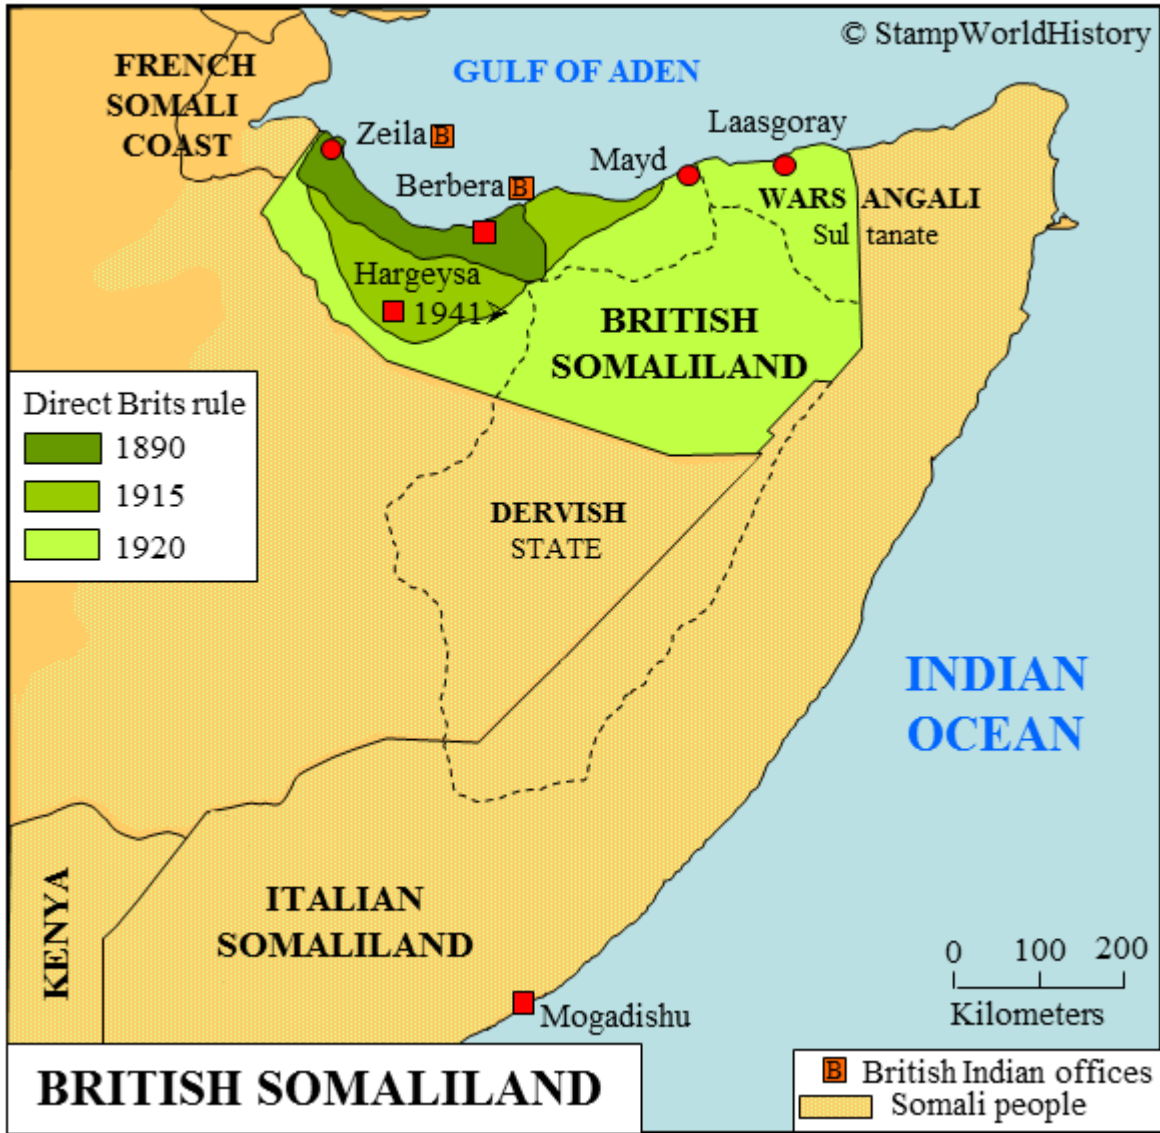 © StampWorldHistory
FRENCH
SOMALI
COAST
GULF OF ADEN
Zeila B
Laasgoray
Mayd
Berbera B
WARS ANGALI
Sul tanate
Hargeysa
1941
BRITISH
SOMALILAND
Direct Brits rule
1890
1915
1920
DERVISH
STATE
INDIAN
OCEAN
KENYA
ITALIAN
SOMALILAND
0 100 200
Kilometers
Mogadishu
BRITISH SOMALILAND
B British Indian offices
Somali people